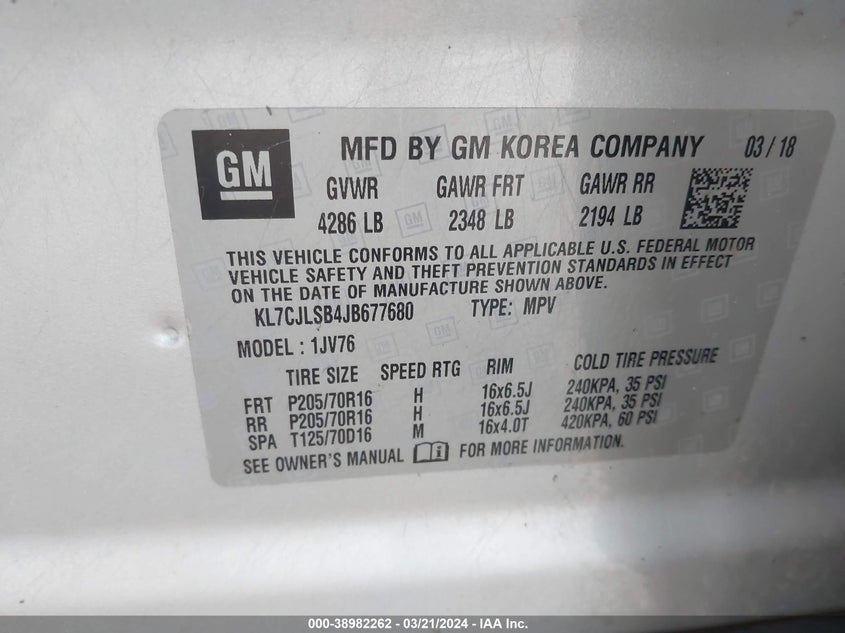 GM
MFD BY GM KOREA COMPANY 03/18
GVWR GAWR FRT GAWR RR
4286 LB 2348 LB 2194 LB
THIS VEHICLE CONFORMS TO ALL APPLICABLE U.S. FEDERAL MOTOR
VEHICLE SAFETY AND THEFT PREVENTION STANDARDS IN EFFECT
ON THE DATE OF MANUFACTURE SHOWN ABOVE.
KL7CJLSB4JB677680 TYPE: MPV
MODEL : 1JV76
TIRE SIZE SPEED RTG RIM COLD TIRE PRESSURE
FRT P205/70R16 H 16x6.5J 240KPA, 35 PSI
RR P205/70R16 H 16x6.5J 240KPA, 35 PSI
SPA T125/70D16 M 16x4.0T 420KPA, 60 PSI
SEE OWNER'S MANUAL FOR MORE INFORMATION.
000-38982262 - 03/21/2024 - IAA Inc.